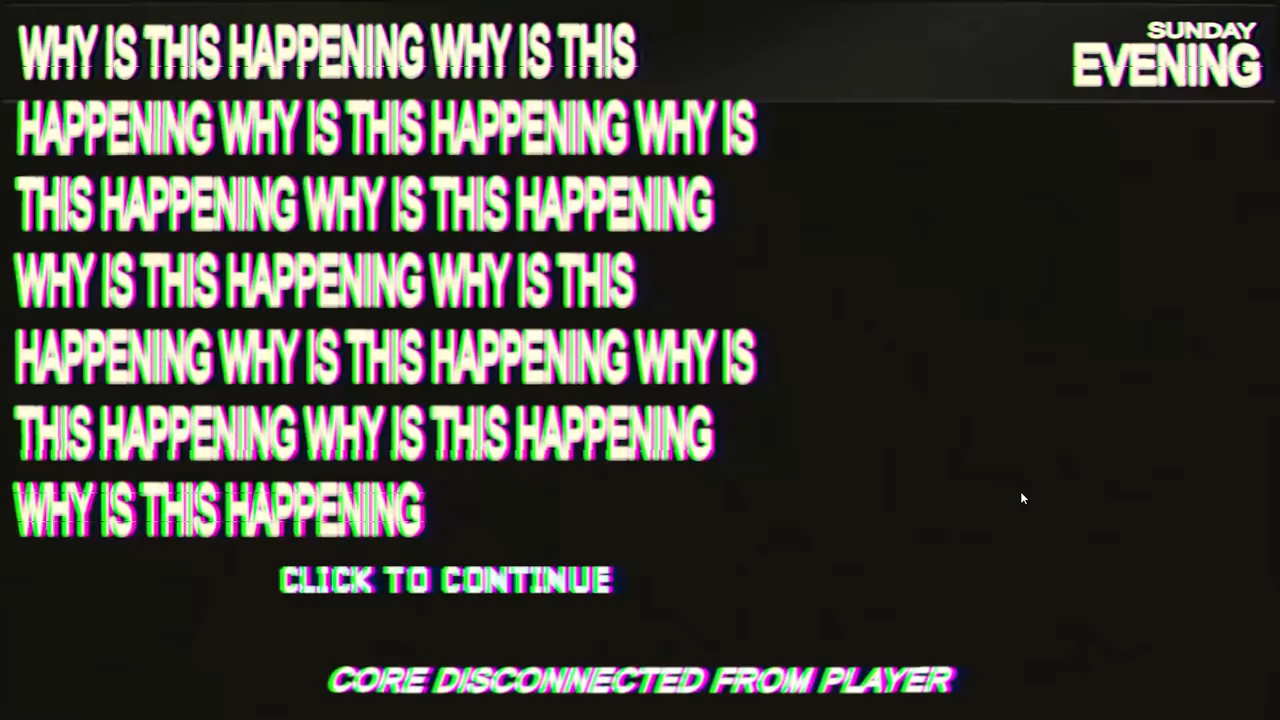 WHY IS THIS HAPPENING WHY IS THIS
HAPPENING WHY IS THIS HAPPENING WHY IS
THIS HAPPENING WHY IS THIS HAPPENING
WHY IS THIS HAPPENING WHY IS THIS
HAPPENING WHY IS THIS HAPPENING WHY IS
THIS HAPPENING WHY IS THIS HAPPENING
WHY IS THIS HAPPENING
CLICK TO CONTINUE
SUNDAY
EVENING
CORE DISCONNECTED FROM PLAYER